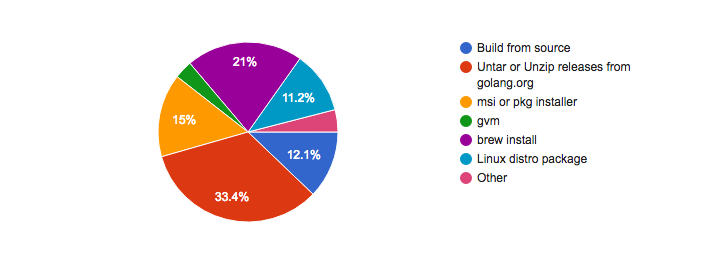 21%
11.2%
15%
12.1%
33.4%
Build from source
Untar or Unzip releases from
golang.org
msi or pkg installer
gvm
brew install
Linux distro package
Other